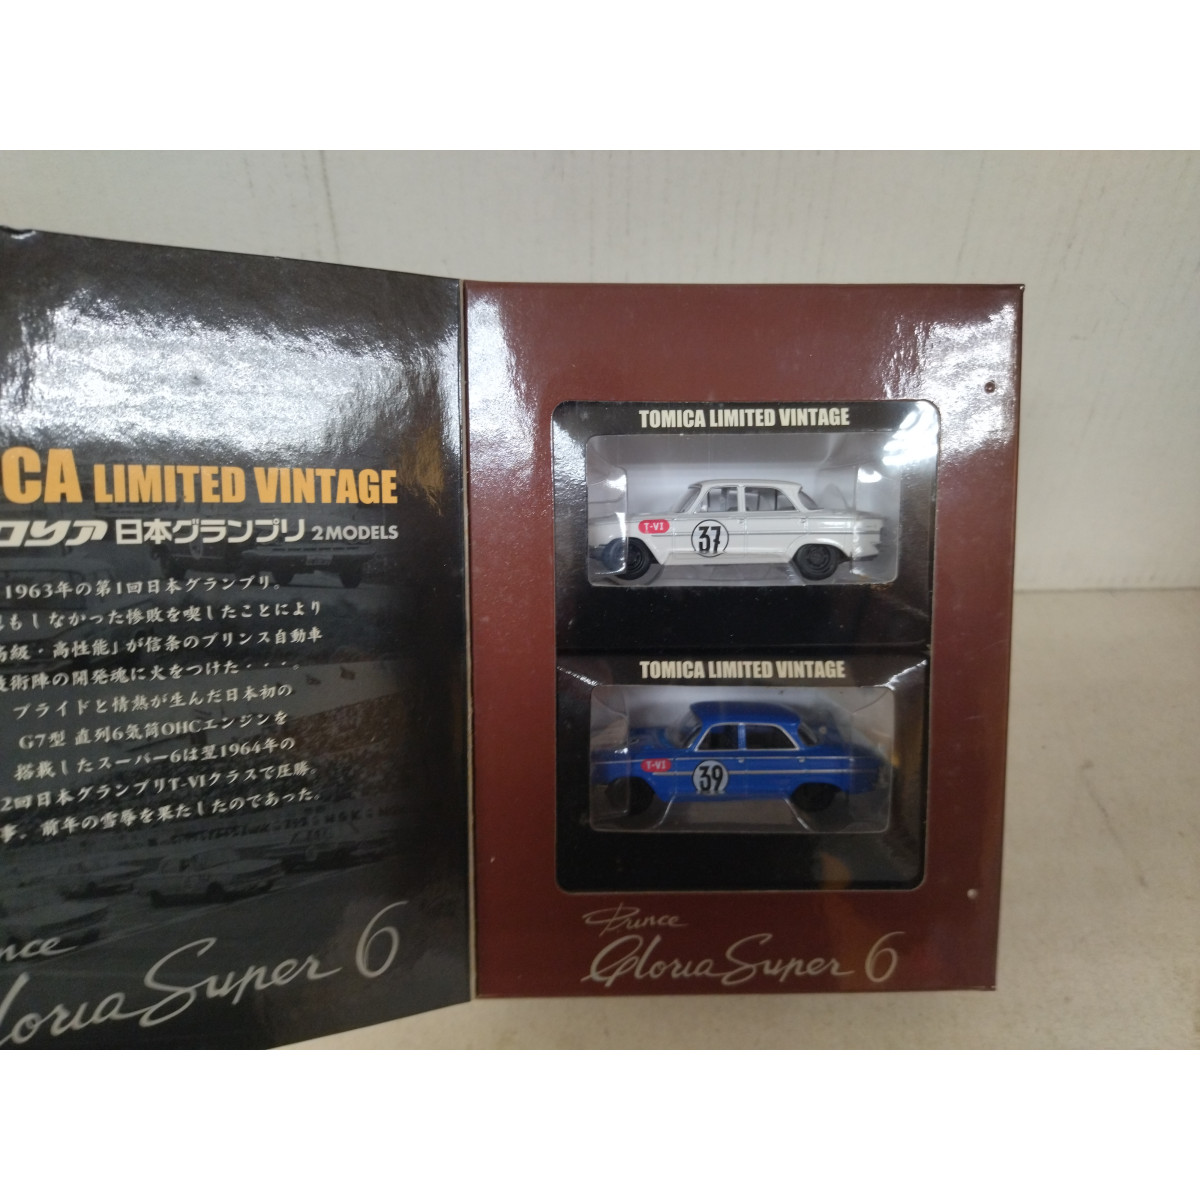 CA LIMITED VINTAGE
ロリア 日本グランプリ 2MODELS
1963年の第1回日本グランプリ。
もしなかった惨敗を喫したことにより
高級・高性能」が信条のプリンス自動車
技術陣の開発魂に火をつけた・・・。
プライドと情熱が生んだ日本初の
G7型 直列6気筒OHCエンジンを
搭載したスーパー6は翌1964年の
2回日本グランプリT-VIクラスで圧勝。
事、前年の雪辱を果たしたのであった。
nce
loria Super 6
TOMICA LIMITED VINTAGE
T-VI
37
TOMICA LIMITED VINTAGE
T-VI
39
Prince
Gloria Super 6